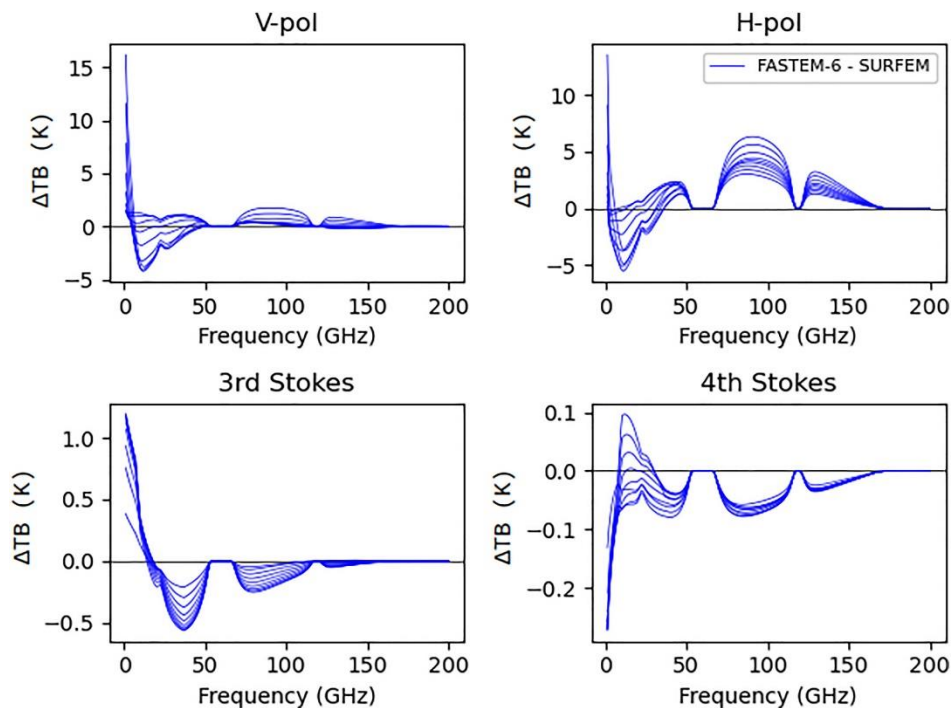 V-pol
H-pol
ΔTB (K)
15
10
5
0
−5
0
50
100
150
200
Frequency (GHz)
ΔTB (K)
10
5
0
−5
FASTEM-6 - SURFEM
0
50
100
150
200
Frequency (GHz)
3rd Stokes
4th Stokes
ΔTB (K)
1.0
0.5
0.0
−0.5
0
50
100
150
200
Frequency (GHz)
ΔTB (K)
0.1
0.0
−0.1
−0.2
0
50
100
150
200
Frequency (GHz)